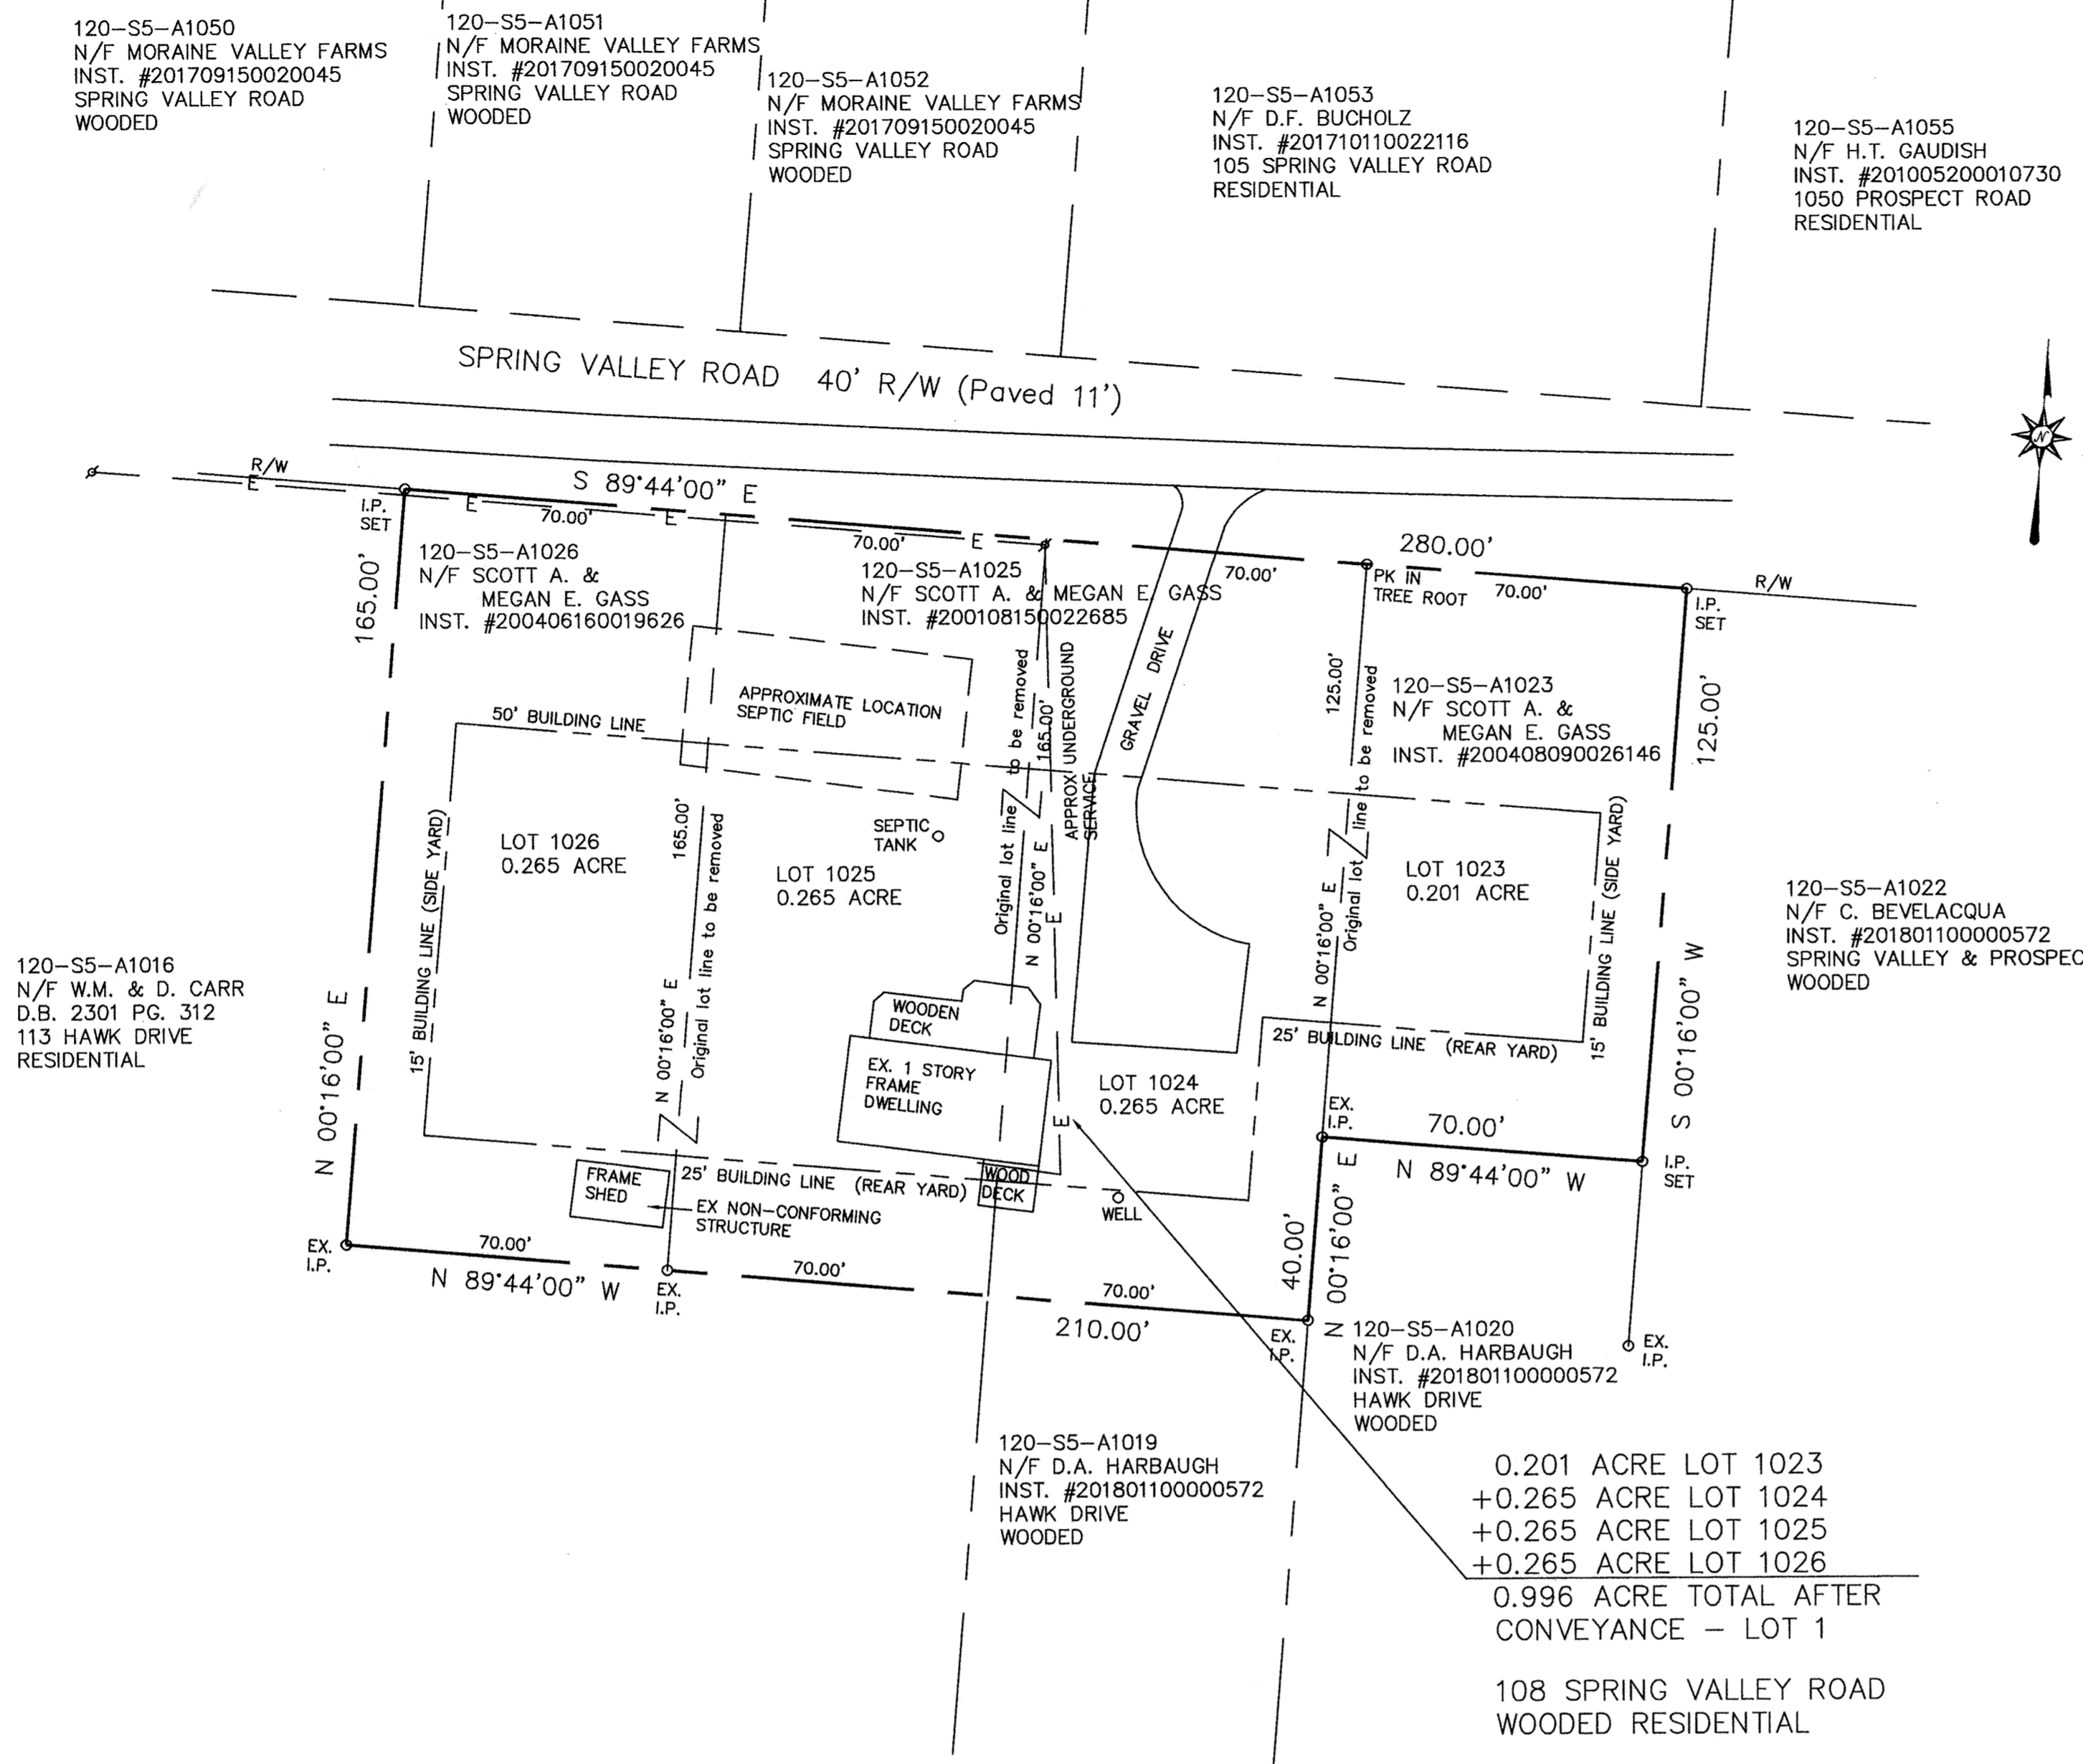 120-S5-A1050
N/F MORAINE VALLEY FARMS
INST. #201709150020045
SPRING VALLEY ROAD
WOODED
120-S5-A1051
N/F MORAINE VALLEY FARMS
INST. #201709150020045
SPRING VALLEY ROAD
WOODED
120-S5-A1052
N/F MORAINE VALLEY FARMS
INST. #201709150020045
SPRING VALLEY ROAD
WOODED
120-S5-A1053
N/F D.F. BUCHOLZ
INST. #201710110022116
105 SPRING VALLEY ROAD
RESIDENTIAL
120-S5-A1055
N/F H.T. GAUDISH
INST. #201005200010730
1050 PROSPECT ROAD
RESIDENTIAL
SPRING VALLEY ROAD 40' R/W (Paved 11')
N
R/W
E
S 89°44'00" E
I.P.
SET
E
70.00'
E
70.00'
E
280.00'
70.00'
PK IN
TREE ROOT
70.00'
R/W
I.P.
SET
165.00'
120-S5-A1026
N/F SCOTT A. &
MEGAN E. GASS
INST. #200406160019626
120-S5-A1025
N/F SCOTT A. & MEGAN E. GASS
INST. #200108150022685
120-S5-A1023
N/F SCOTT A. &
MEGAN E. GASS
INST. #200408090026146
125.00'
125.00'
APPROXIMATE LOCATION
SEPTIC FIELD
50' BUILDING LINE
GRAVEL DRIVE
APPROX UNDERGROUND
SERVICE
165.00'
Original lot line to be removed
N 00°16'00" E
E
Original lot line to be removed
N 00°16'00" E
LOT 1026
0.265 ACRE
165.00'
Original lot line to be removed
N 00°16'00" E
SEPTIC
TANK
LOT 1025
0.265 ACRE
LOT 1023
0.201 ACRE
15' BUILDING LINE (SIDE YARD)
15' BUILDING LINE (SIDE YARD)
120-S5-A1022
N/F C. BEVELACQUA
INST. #201801100000572
SPRING VALLEY & PROSPEC
WOODED
120-S5-A1016
N/F W.M. & D. CARR
D.B. 2301 PG. 312
113 HAWK DRIVE
RESIDENTIAL
N 00°16'00" E
S 00°16'00" W
WOODEN
DECK
EX. 1 STORY
FRAME
DWELLING
25' BUILDING LINE (REAR YARD)
LOT 1024
0.265 ACRE
E
EX.
I.P.
70.00'
N 89°44'00" W
I.P.
SET
FRAME
SHED
25' BUILDING LINE (REAR YARD)
WOOD
DECK
WELL
EX NON-CONFORMING
STRUCTURE
40.00'
N 00°16'00" E
EX.
I.P.
70.00'
N 89°44'00" W
EX.
I.P.
70.00'
70.00'
210.00'
EX.
I.P.
120-S5-A1020
N/F D.A. HARBAUGH
INST. #201801100000572
HAWK DRIVE
WOODED
EX.
I.P.
120-S5-A1019
N/F D.A. HARBAUGH
INST. #201801100000572
HAWK DRIVE
WOODED
0.201 ACRE LOT 1023
+0.265 ACRE LOT 1024
+0.265 ACRE LOT 1025
+0.265 ACRE LOT 1026
0.996 ACRE TOTAL AFTER
CONVEYANCE - LOT 1
108 SPRING VALLEY ROAD
WOODED RESIDENTIAL